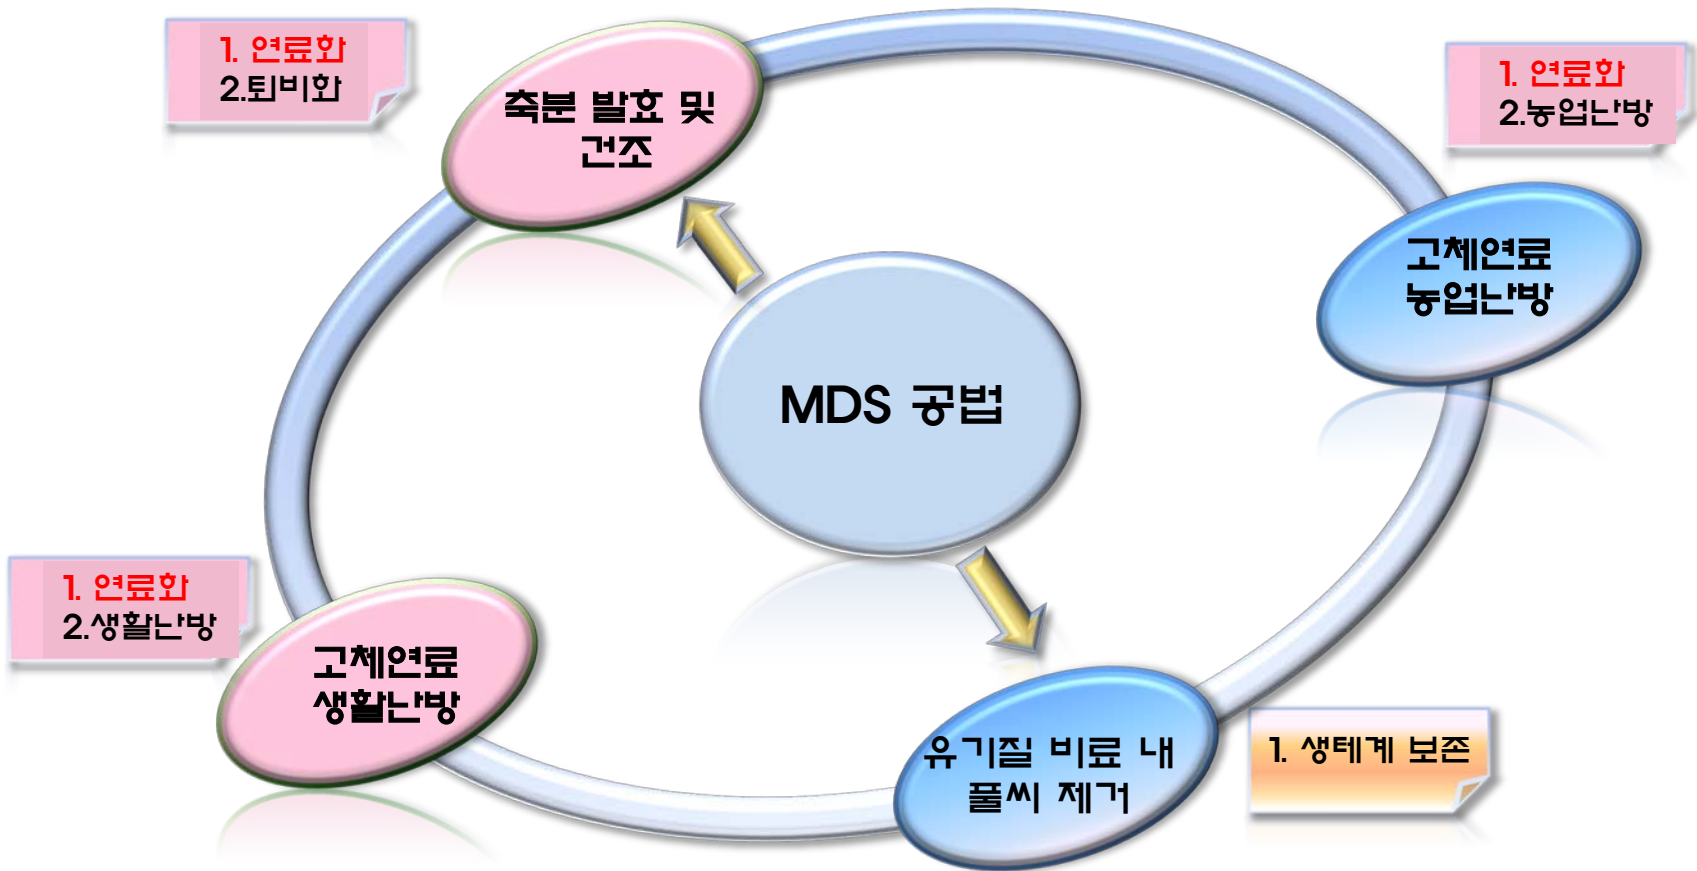 1. 연료화
2.퇴비화
축분 발효 및
건조
1. 연료화
2.농업난방
고체연료
농업난방
MDS 공법
1. 연료화
2.생활난방
고체연료
생활난방
유기질 비료 내
풀씨 제거
1. 생테계 보존